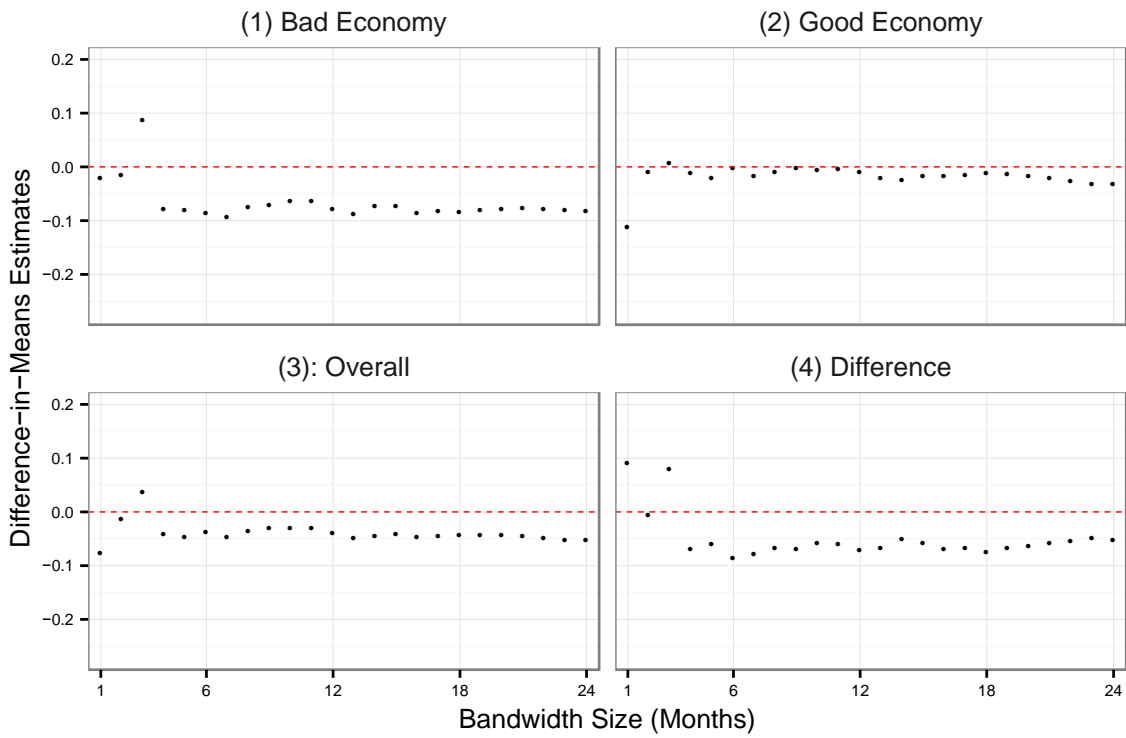 (1) Bad Economy
(2) Good Economy
0.2
0.1
0.0
−0.1
−0.2
(3): Overall
(4) Difference
0.2
0.1
0.0
−0.1
−0.2
1 6 12 18 24
1 6 12 18 24
Difference−in−Means Estimates
Bandwidth Size (Months)